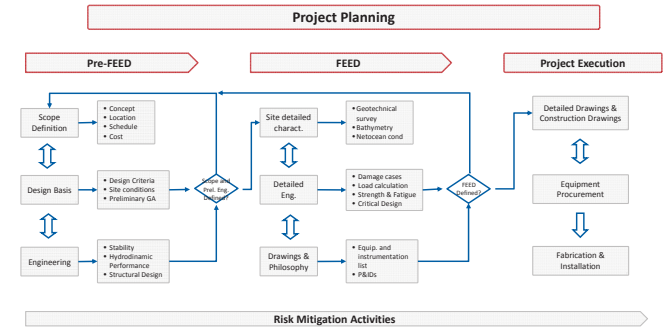 Project Planning
Pre-FEED
FEED
Project Execution
Scope
Definition
• Concept
• Location
• Schedule
• Cost
Site detailed
charact.
• Geotechnical
survey
• Bathymetry
• Netocean cond
Detailed Drawings &
Construction Drawings
Design Basis
• Design Criteria
• Site conditions
• Preliminary GA
Scope and
Prel. Eng.
Defined?
Detailed
Eng.
• Damage cases
• Load calculation
• Strength & Fatigue
• Critical Design
FEED
Defined?
Equipment
Procurement
Engineering
• Stability
• Hydrodinamic
Performance
• Structural Design
Drawings &
Philosophy
• Equip. and
instrumentation
list
• P&IDs
Fabrication &
Installation
Risk Mitigation Activities